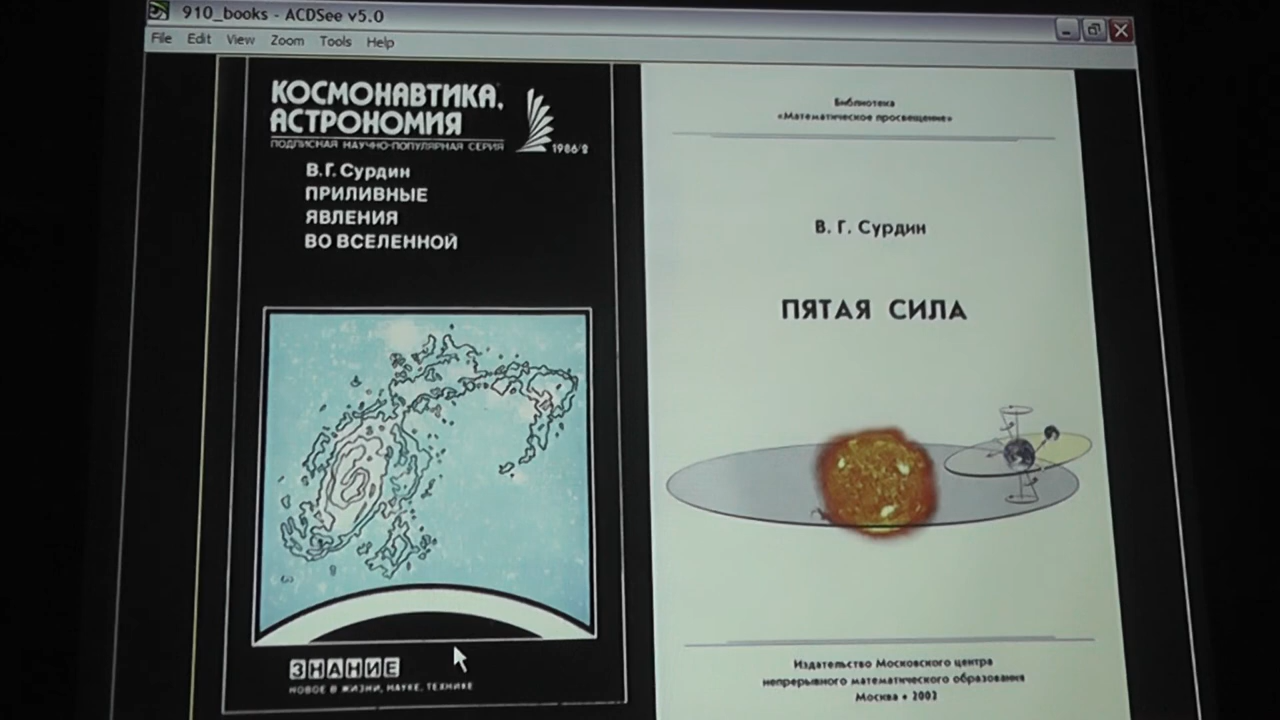 910_books - ACDSee v5.0
File Edit View Zoom Tools Help
КОСМОНАВТИКА,
АСТРОНОМИЯ
ПОДПИСНАЯ НАУЧНО-ПОПУЛЯРНАЯ СЕРИЯ
1986/2
В.Г. Сурдин
ПРИЛИВНЫЕ
ЯВЛЕНИЯ
ВО ВСЕЛЕННОЙ
ЗНАНИЕ
НОВОЕ В ЖИЗНИ, НАУКЕ, ТЕХНИКЕ
Библиотека
«Математическое просвещение»
В. Г. Сурдин
ПЯТАЯ СИЛА
Издательство Московского центра
непрерывного математического образования
Москва • 2002